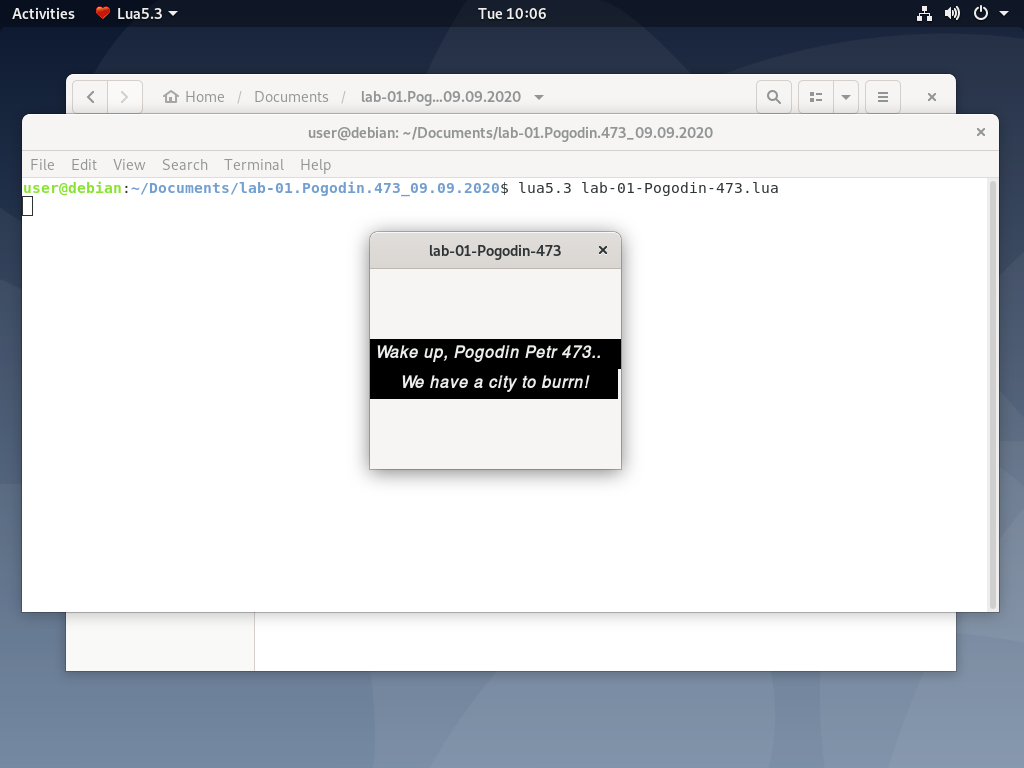 Activities Lua5.3 Tue 10:06
Home / Documents / lab-01.Pog...09.09.2020
user@debian: ~/Documents/lab-01.Pogodin.473_09.09.2020
File Edit View Search Terminal Help
user@debian:~/Documents/lab-01.Pogodin.473_09.09.2020$ lua5.3 lab-01-Pogodin-473.lua
lab-01-Pogodin-473
Wake up, Pogodin Petr 473..
We have a city to burrn!